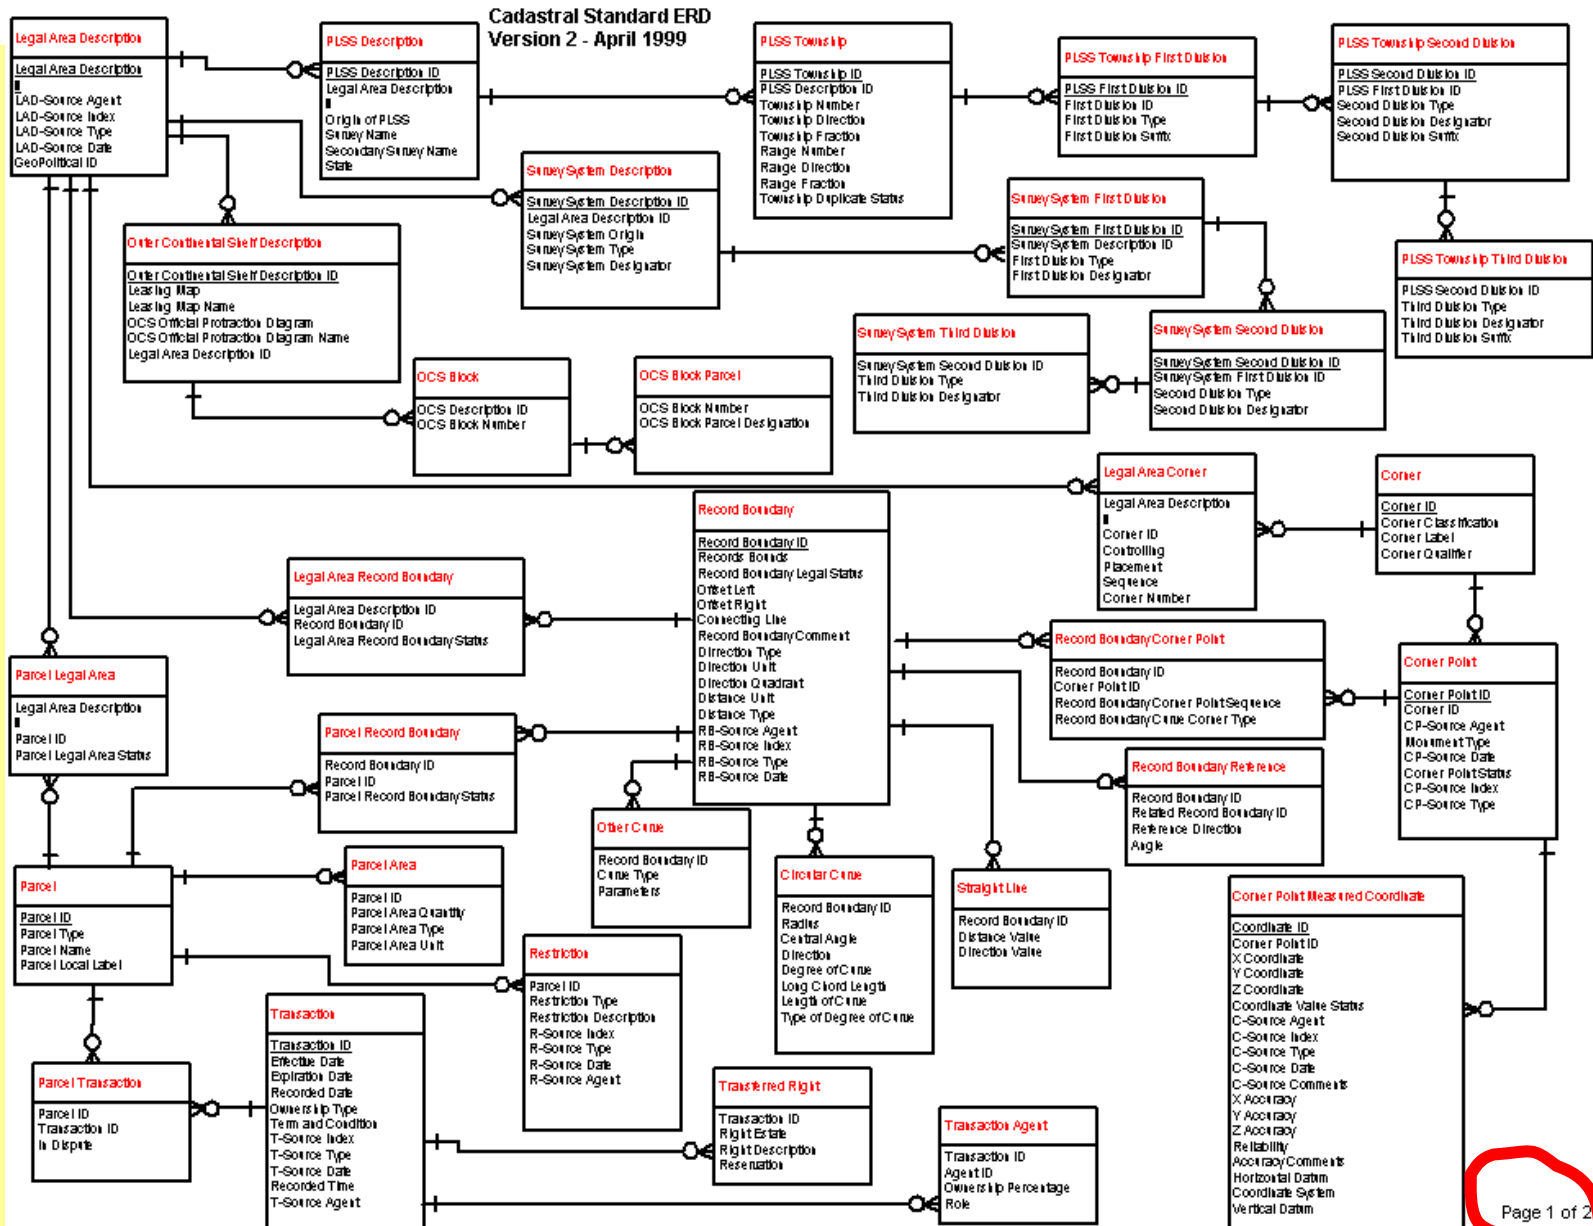 Cadastral Standard ERD
Version 2 - April 1999
Legal Area Description
Legal Area Description
LAD-Source Agent
LAD-Source Index
LAD-Source Type
LAD-Source Date
GeoPolitical ID
PLSS Description
PLSS Description ID
Legal Area Description
Origin of PLSS
Survey Name
Secondary Survey Name
State
PLSS Township
PLSS Township ID
PLSS Description ID
Township Number
Township Direction
Township Fraction
Range Number
Range Direction
Range Fraction
Township Duplicate Status
PLSS Township First Division
PLSS First Division ID
First Division ID
First Division Type
First Division Suffix
PLSS Township Second Division
PLSS Second Division ID
PLSS First Division ID
Second Division Type
Second Division Designator
Second Division Suffix
Survey System Description
Survey System Description ID
Legal Area Description ID
Survey System Origin
Survey System Type
Survey System Designator
Survey System First Division
Survey System First Division ID
Survey System Description ID
First Division Type
First Division Designator
PLSS Township Third Division
PLSS Second Division ID
Third Division Type
Third Division Designator
Third Division Suffix
Outer Continental Shelf Description
Outer Continental Shelf Description ID
Leasing Map
Leasing Map Name
OCS Official Protraction Diagram
OCS Official Protraction Diagram Name
Legal Area Description ID
Survey System Third Division
Survey System Second Division ID
Third Division Type
Third Division Designator
Survey System Second Division
Survey System Second Division ID
Survey System First Division ID
Second Division Type
Second Division Designator
OCS Block
OCS Description ID
OCS Block Number
OCS Block Parcel
OCS Block Number
OCS Block Parcel Designation
Legal Area Corner
Legal Area Description
Corner ID
Controlling
Placement
Sequence
Corner Number
Corner
Corner ID
Corner Classification
Corner Label
Corner Qualifier
Record Boundary
Record Boundary ID
Records Bounds
Record Boundary Legal Status
Offset Left
Offset Right
Connecting Line
Record Boundary Comment
Dirrection Type
Direction Unit
Direction Quadrant
Distance Unit
Distance Type
RB-Source Agent
RB-Source Index
RB-Source Type
RB-Source Date
Legal Area Record Boundary
Legal Area Description ID
Record Boundary ID
Legal Area Record Boundary Status
Record Boundary Corner Point
Record Boundary ID
Corner Point ID
Record Boundary Corner Point Sequence
Record Boundary Curve Corner Type
Corner Point
Corner Point ID
Corner ID
CP-Source Agent
Monument Type
CP-Source Date
Corner Point Status
CP-Source Index
CP-Source Type
Parcel Legal Area
Legal Area Description
Parcel ID
Parcel Legal Area Status
Parcel Record Boundary
Record Boundary ID
Parcel ID
Parcel Record Boundary Status
Record Boundary Reference
Record Boundary ID
Related Record Boundary ID
Reference Direction
Angle
Other Curve
Record Boundary ID
Curve Type
Parameters
Circular Curve
Record Boundary ID
Radius
Central Angle
Direction
Degree of Curve
Long Chord Length
Length of Curve
Type of Degree of Curve
Straight Line
Record Boundary ID
Distance Value
Direction Value
Parcel
Parcel ID
Parcel Type
Parcel Name
Parcel Local Label
Parcel Area
Parcel ID
Parcel Area Quantity
Parcel Area Type
Parcel Area Unit
Restriction
Parcel ID
Restriction Type
Restriction Description
R-Source Index
R-Source Type
R-Source Date
R-Source Agent
Corner Point Measured Coordinate
Coordinate ID
Corner Point ID
X Coordinate
Y Coordinate
Z Coordinate
Coordinate Value Status
C-Source Agent
C-Source Index
C-Source Type
C-Source Date
C-Source Comments
X Accuracy
Y Accuracy
Z Accuracy
Reliability
Accuracy Comments
Horizontal Datum
Coordinate System
Vertical Datum
Parcel Transaction
Parcel ID
Transaction ID
In Dispute
Transaction
Transaction ID
Effective Date
Expiration Date
Recorded Date
Ownership Type
Term and Condition
T-Source Index
T-Source Type
T-Source Date
Recorded Time
T-Source Agent
Transferred Right
Transaction ID
Right Estate
Right Description
Reservation
Transaction Agent
Transaction ID
Agent ID
Ownership Percentage
Role
Page 1 of 2